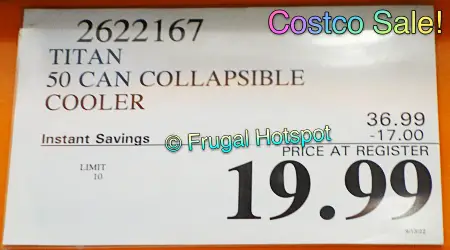 Costco Sale!
2622167
TITAN
50 CAN COLLAPSIBLE
COOLER
36.99
Instant Savings -17.00
© Frugal Hotspot
PRICE AT REGISTER
LIMIT
10
19.99